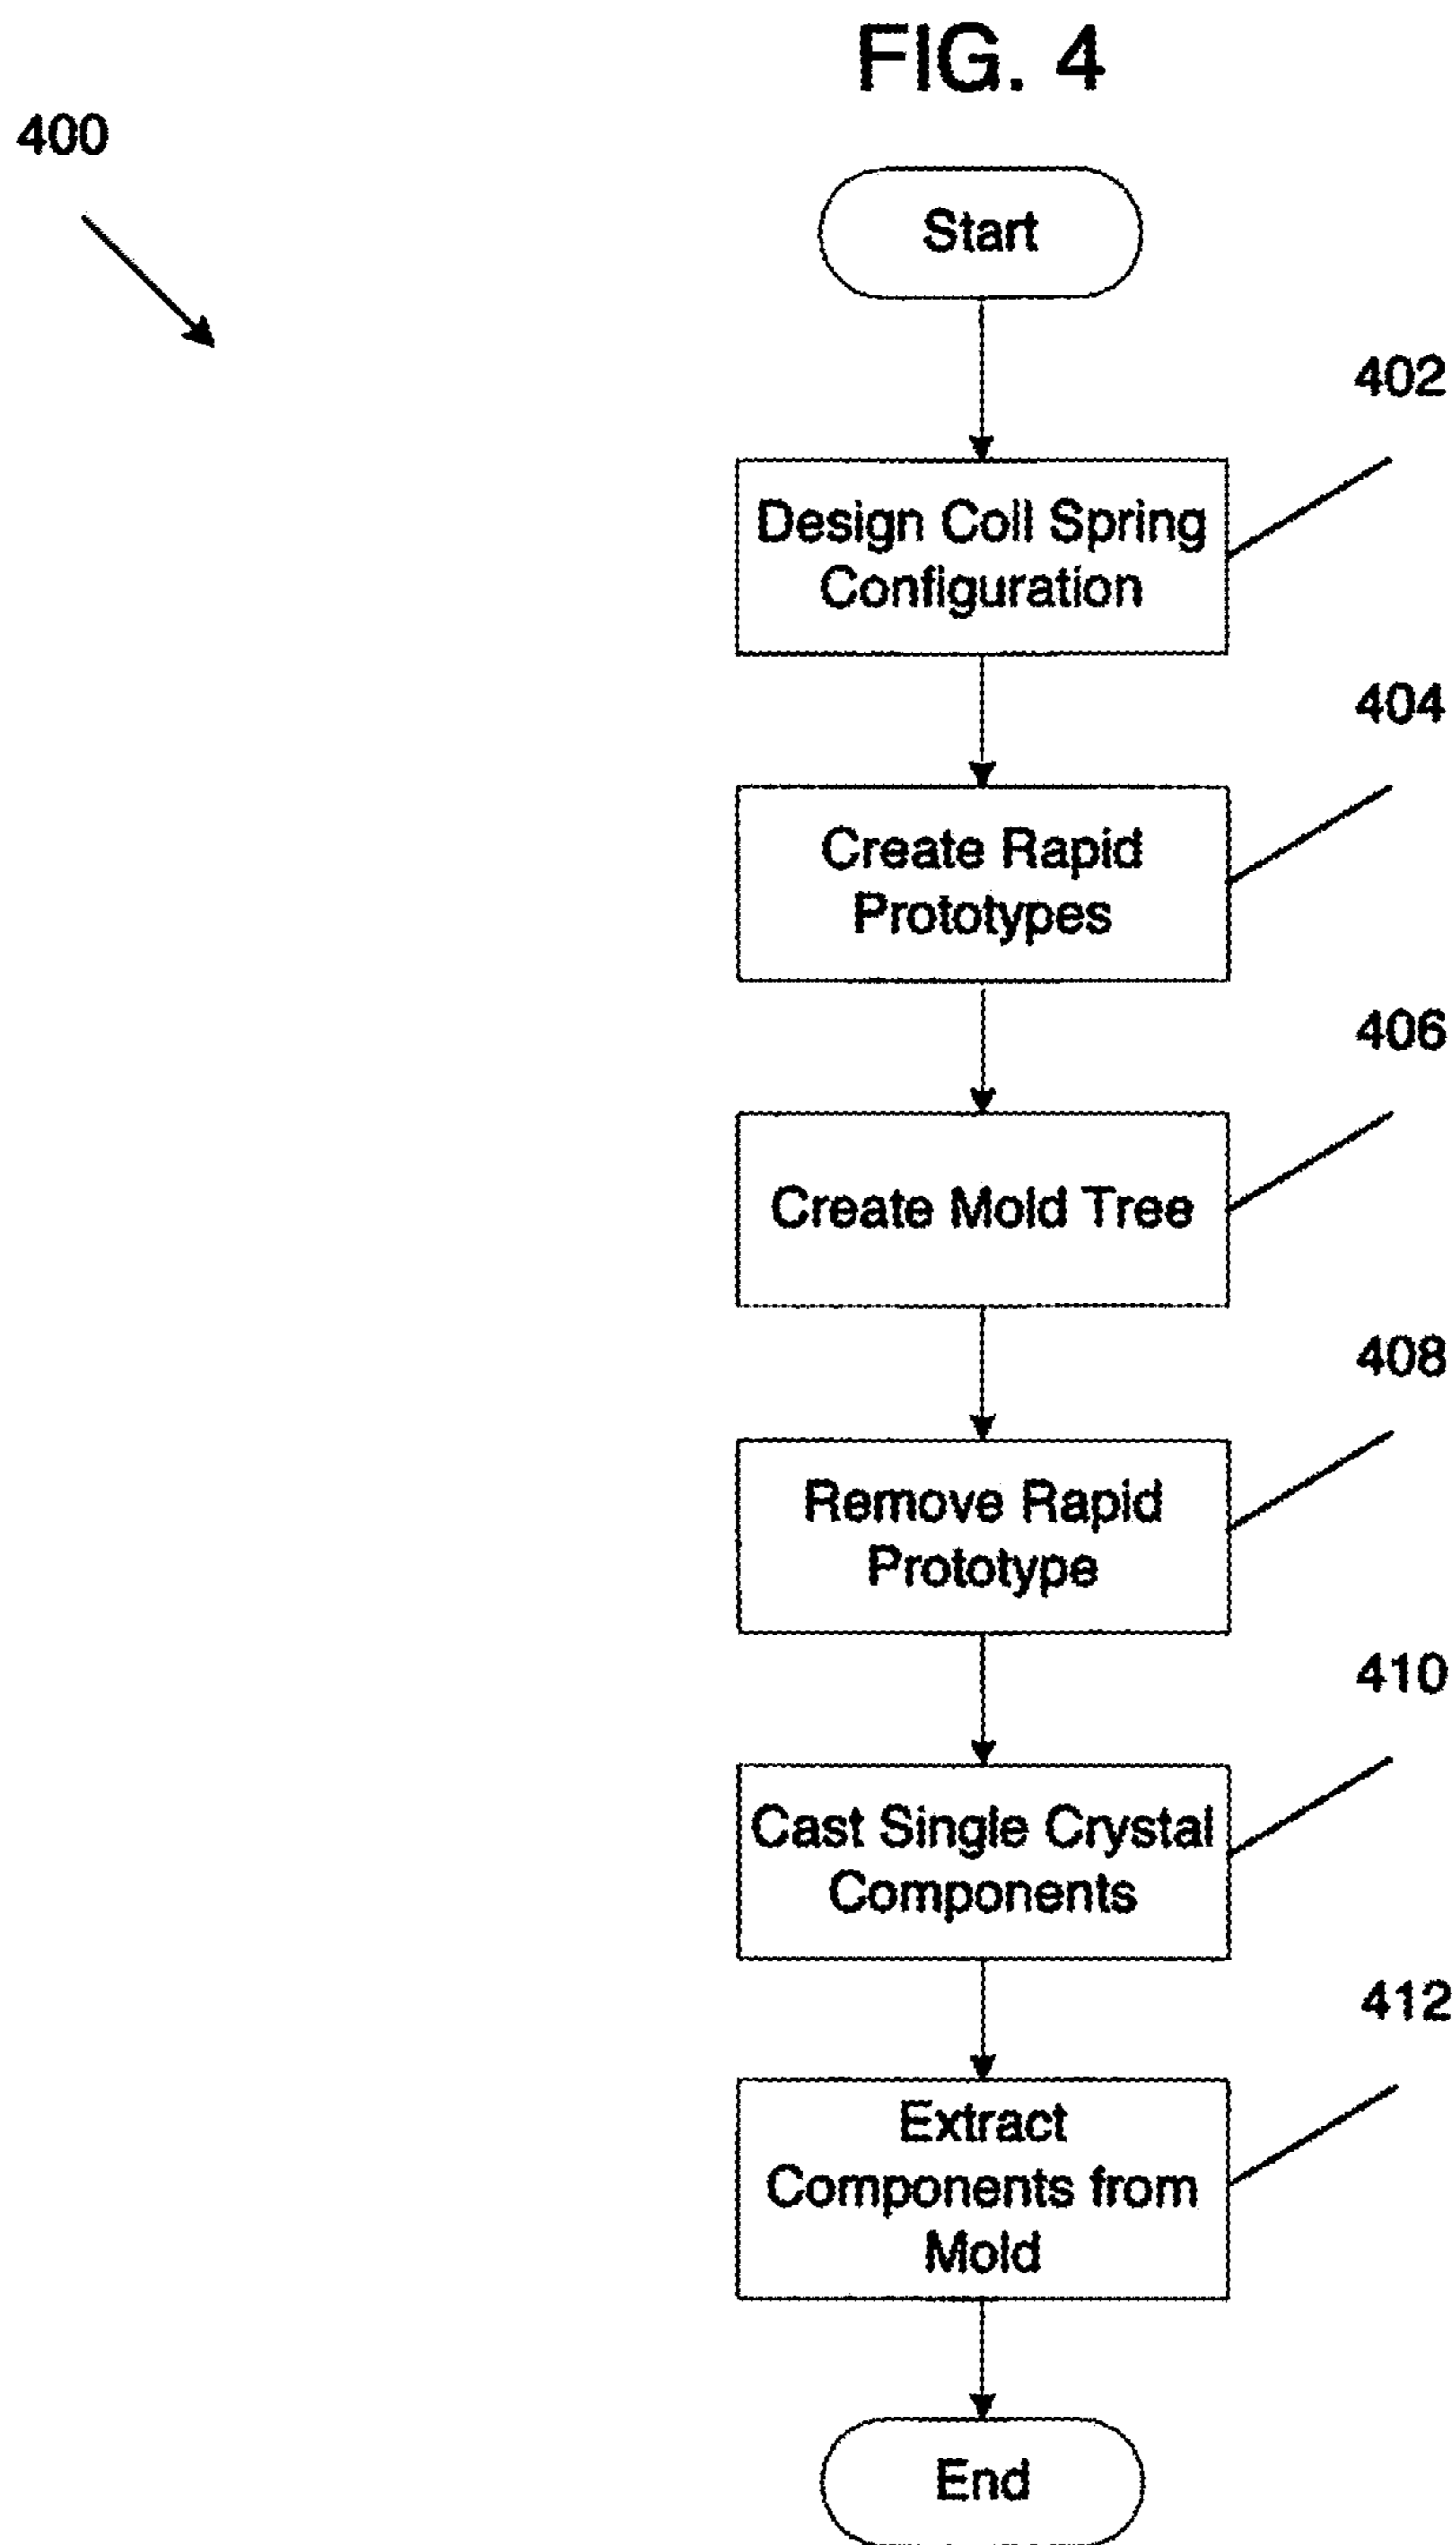 FIG. 4
400
Start
402
Design Coil Spring
Configuration
404
Create Rapid
Prototypes
406
Create Mold Tree
408
Remove Rapid
Prototype
410
Cast Single Crystal
Components
412
Extract
Components from
Mold
End